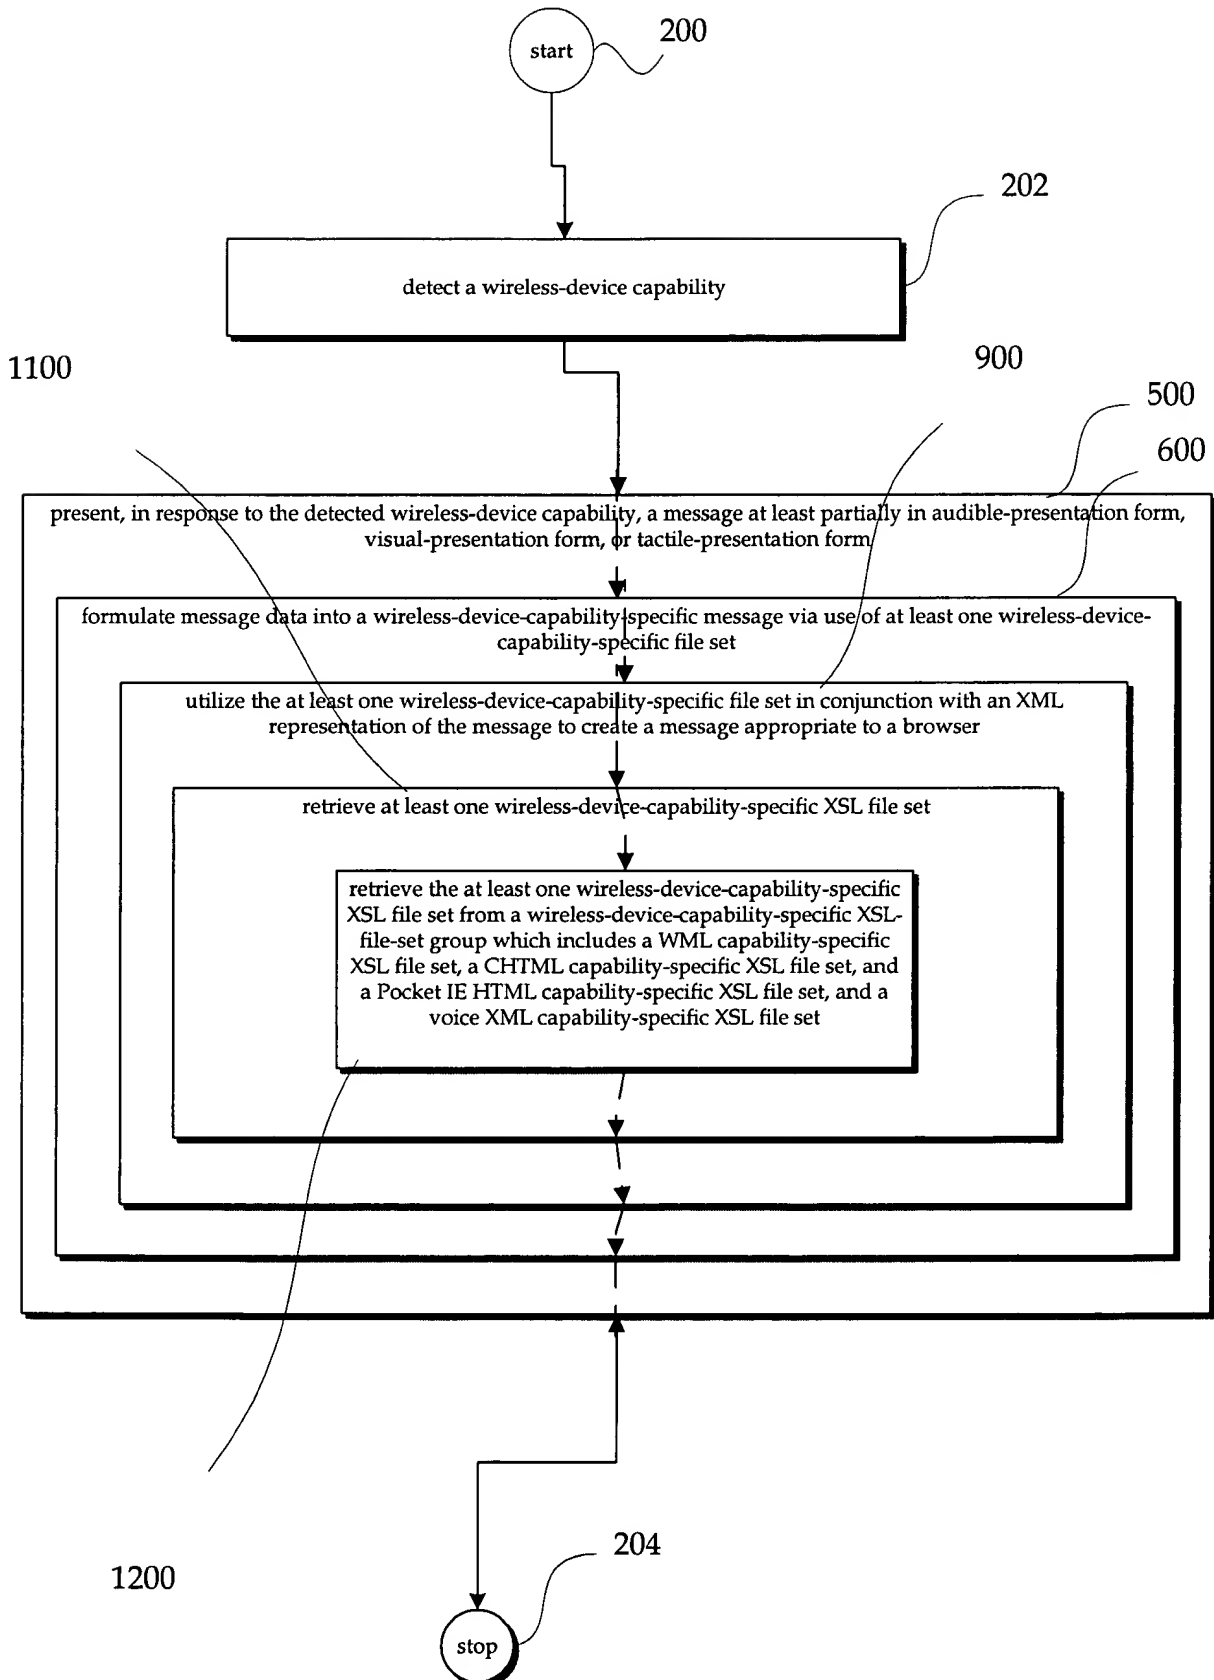 start
200
202
detect a wireless-device capability
1100
900
500
600
present, in response to the detected wireless-device capability, a message at least partially in audible-presentation form,
visual-presentation form, or tactile-presentation form
formulate message data into a wireless-device-capability-specific message via use of at least one wireless-device-
capability-specific file set
utilize the at least one wireless-device-capability-specific file set in conjunction with an XML
representation of the message to create a message appropriate to a browser
retrieve at least one wireless-device-capability-specific XSL file set
retrieve the at least one wireless-device-capability-specific
XSL file set from a wireless-device-capability-specific XSL-
file-set group which includes a WML capability-specific
XSL file set, a CHTML capability-specific XSL file set, and
a Pocket IE HTML capability-specific XSL file set, and a
voice XML capability-specific XSL file set
204
1200
stop